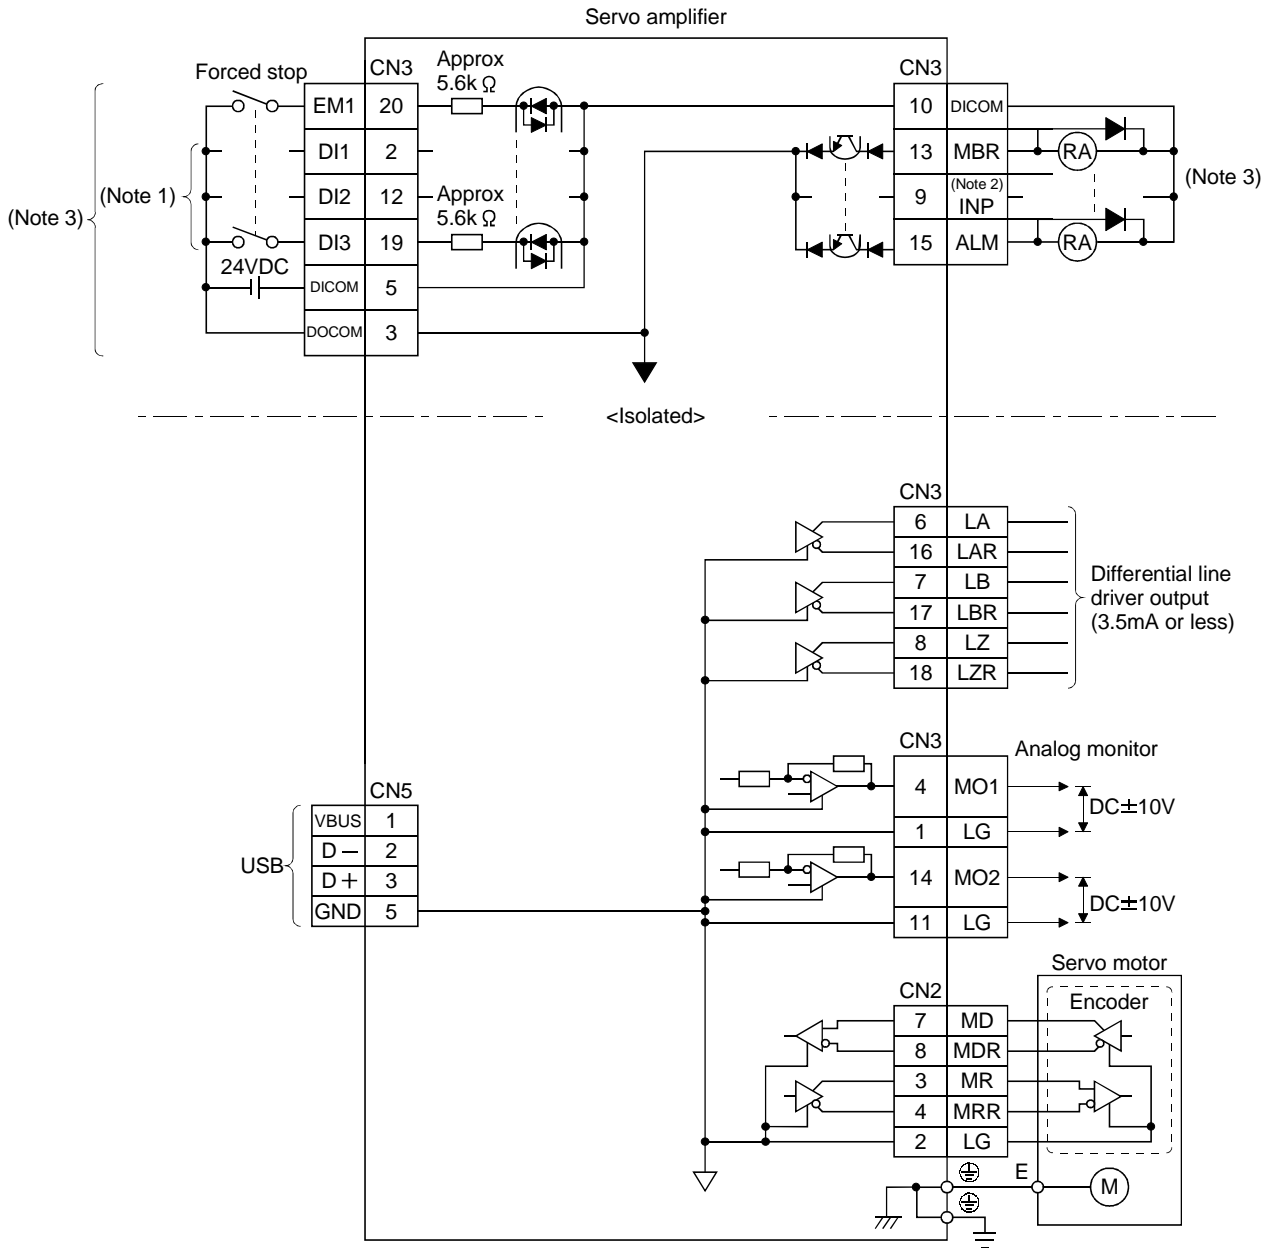 Servo amplifier
Forced stop
CN3
Approx
5.6k Ω
CN3
EM1 20
10 DICOM
DI1 2
13 MBR RA
(Note 1)
DI2 12
Approx
5.6k Ω
9 (Note 2)
INP
(Note 3)
(Note 3)
DI3 19
15 ALM RA
24VDC
DICOM 5
DOCOM 3
<Isolated>
CN3
6 LA
16 LAR
7 LB
17 LBR
8 LZ
18 LZR
Differential line
driver output
(3.5mA or less)
CN3
Analog monitor
4 MO1
DC±10V
1 LG
14 MO2
DC±10V
11 LG
CN5
VBUS 1
D− 2
D+ 3
GND 5
USB
Servo motor
CN2
Encoder
7 MD
8 MDR
3 MR
4 MRR
2 LG
E
M